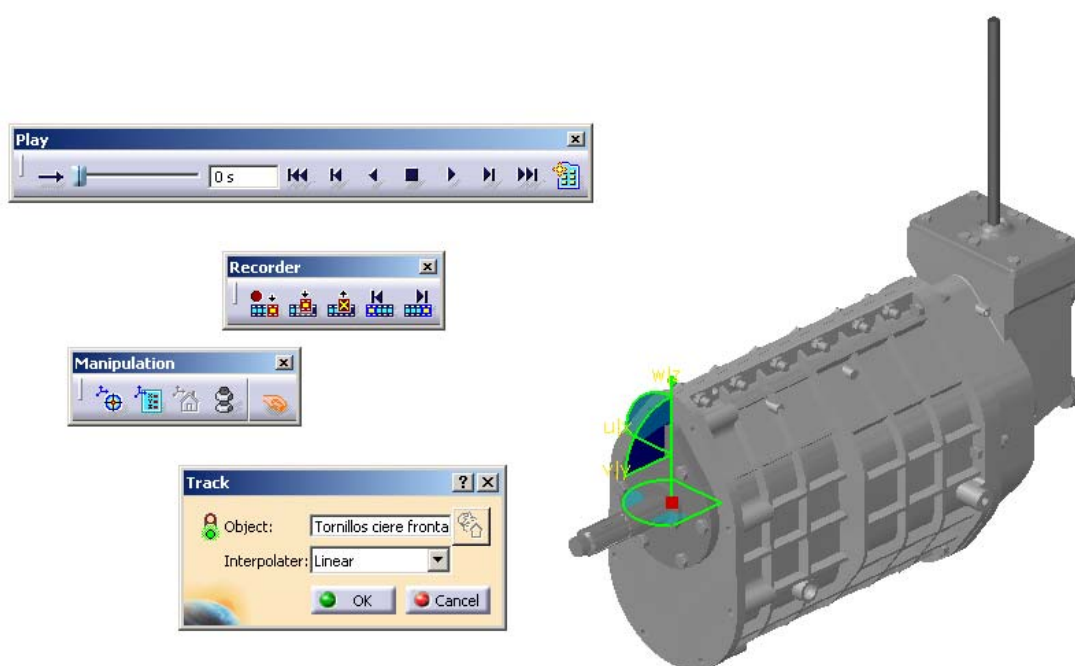 Play
0 s
Recorder
Manipulation
Track
Object: Tornillos ciere fronta
Interpolater: Linear
OK Cancel
w|z
u|x
v|y